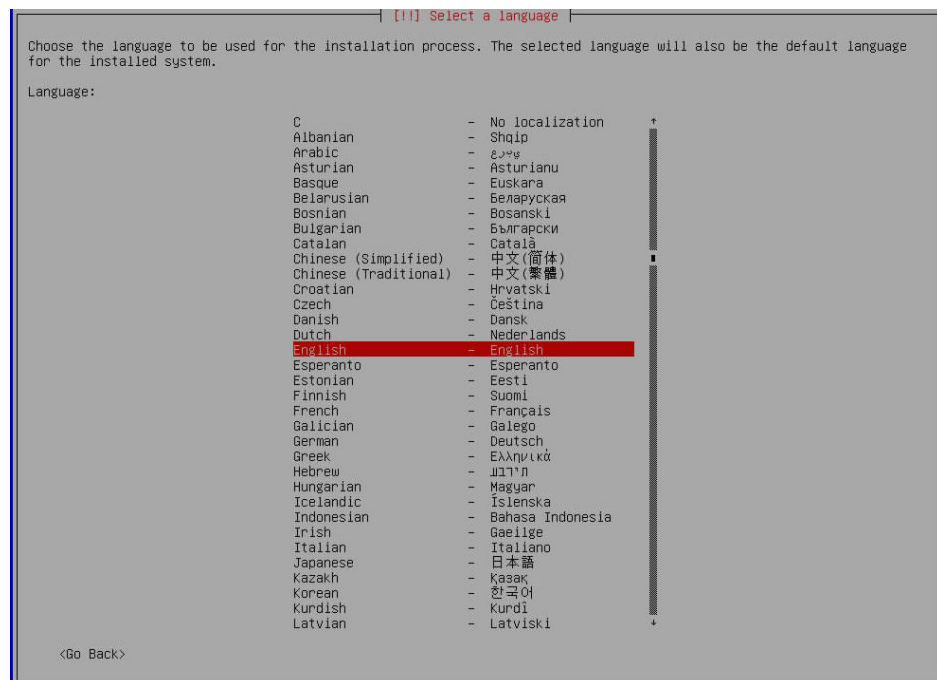 [!!] Select a language
Choose the language to be used for the installation process. The selected language will also be the default language
for the installed system.
Language:
C - No localization
Albanian - Shqip
Arabic - عربي
Asturian - Asturianu
Basque - Euskara
Belarusian - Беларуская
Bosnian - Bosanski
Bulgarian - Български
Catalan - Català
Chinese (Simplified) - 中文(简体)
Chinese (Traditional) - 中文(繁體)
Croatian - Hrvatski
Czech - Čeština
Danish - Dansk
Dutch - Nederlands
English - English
Esperanto - Esperanto
Estonian - Eesti
Finnish - Suomi
French - Français
Galician - Galego
German - Deutsch
Greek - Ελληνικά
Hebrew - עברית
Hungarian - Magyar
Icelandic - Íslenska
Indonesian - Bahasa Indonesia
Irish - Gaeilge
Italian - Italiano
Japanese - 日本語
Kazakh - Қазақ
Korean - 한국어
Kurdish - Kurdî
Latvian - Latviski
<Go Back>